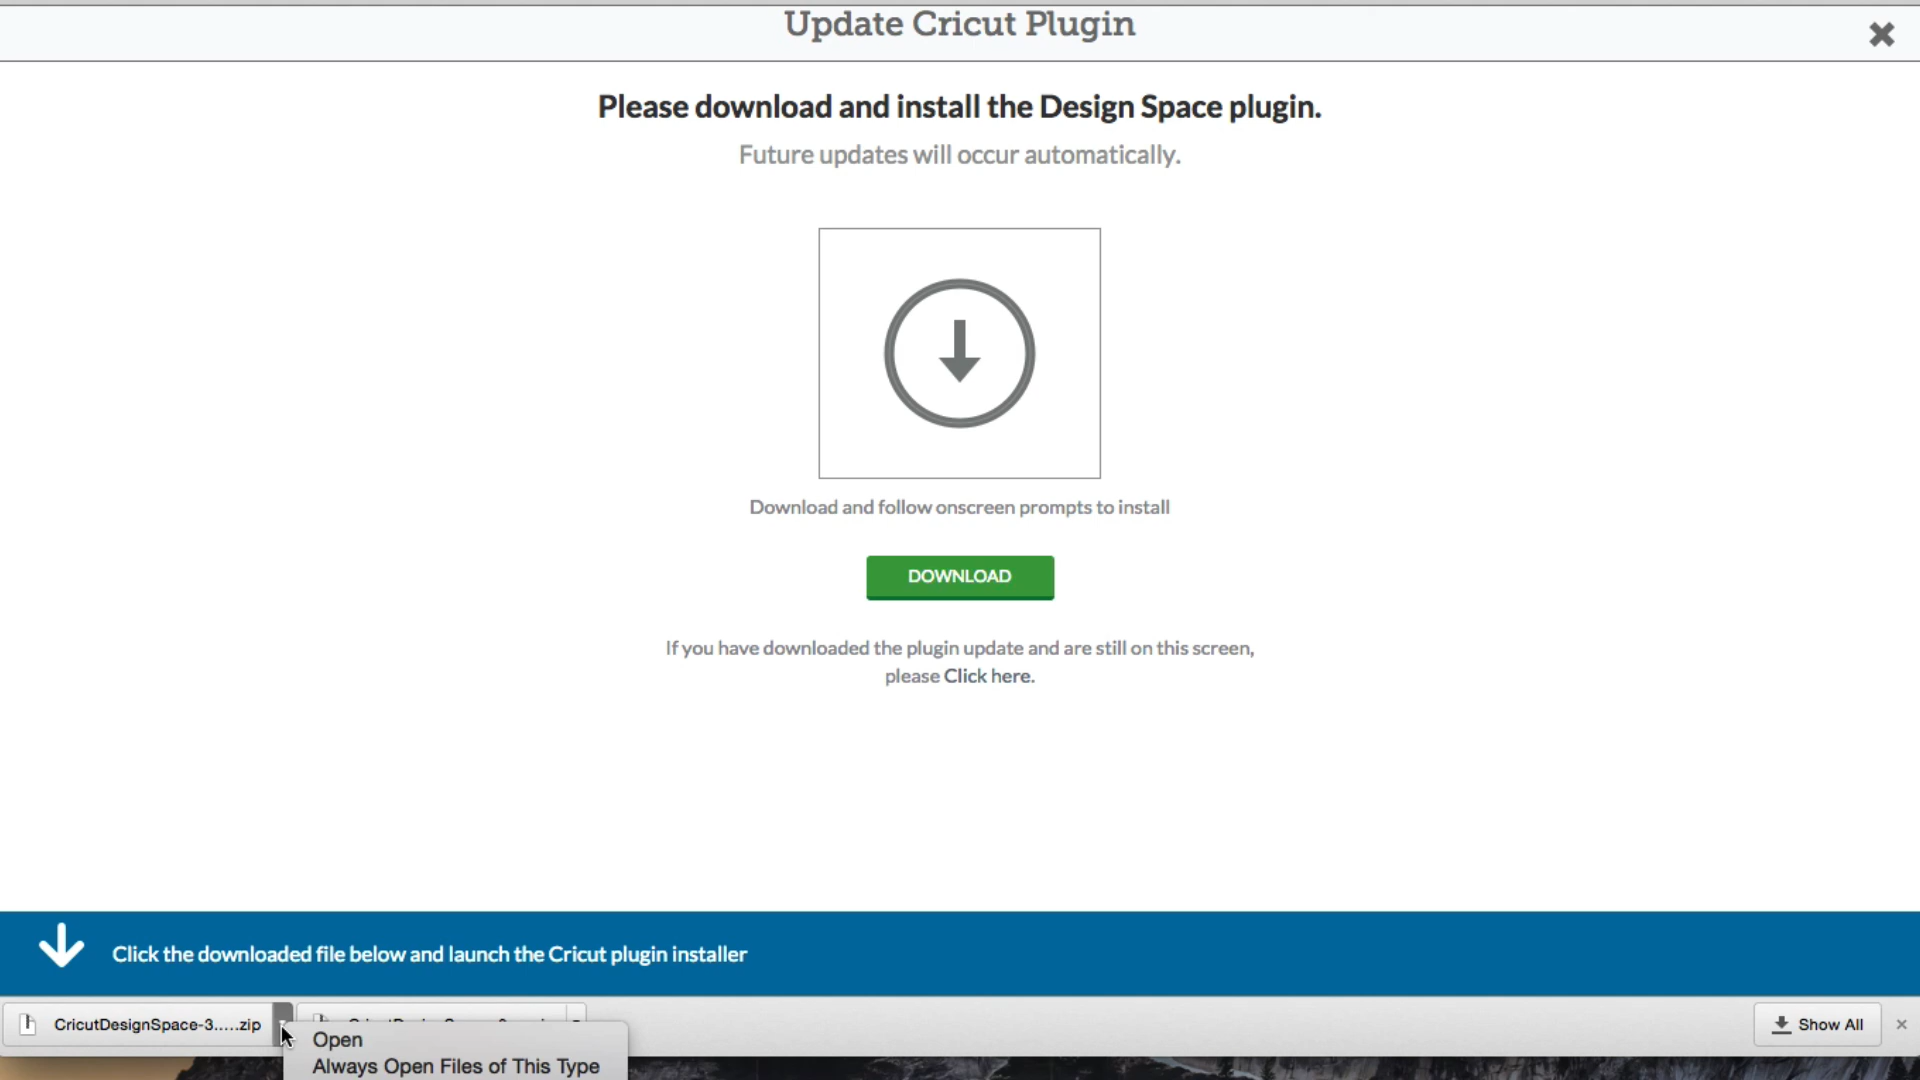 Update Cricut Plugin
Please download and install the Design Space plugin.
Future updates will occur automatically.
Download and follow onscreen prompts to install
DOWNLOAD
If you have downloaded the plugin update and are still on this screen,
please Click here.
Click the downloaded file below and launch the Cricut plugin installer
CricutDesignSpace-3.....zip
Show All
Open
Always Open Files of This Type